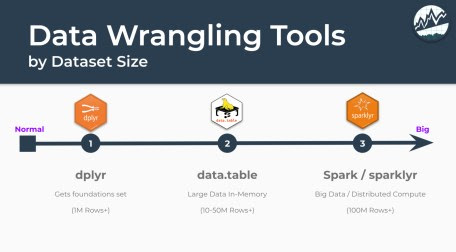 Data Wrangling Tools
by Dataset Size
dplyr
data.table
sparklyr
Normal
Big
1
2
3
dplyr
data.table
Spark / sparklyr
Gets foundations set
Large Data In-Memory
Big Data / Distributed Compute
(1M Rows+)
(10-50M Rows+)
(100M Rows+)